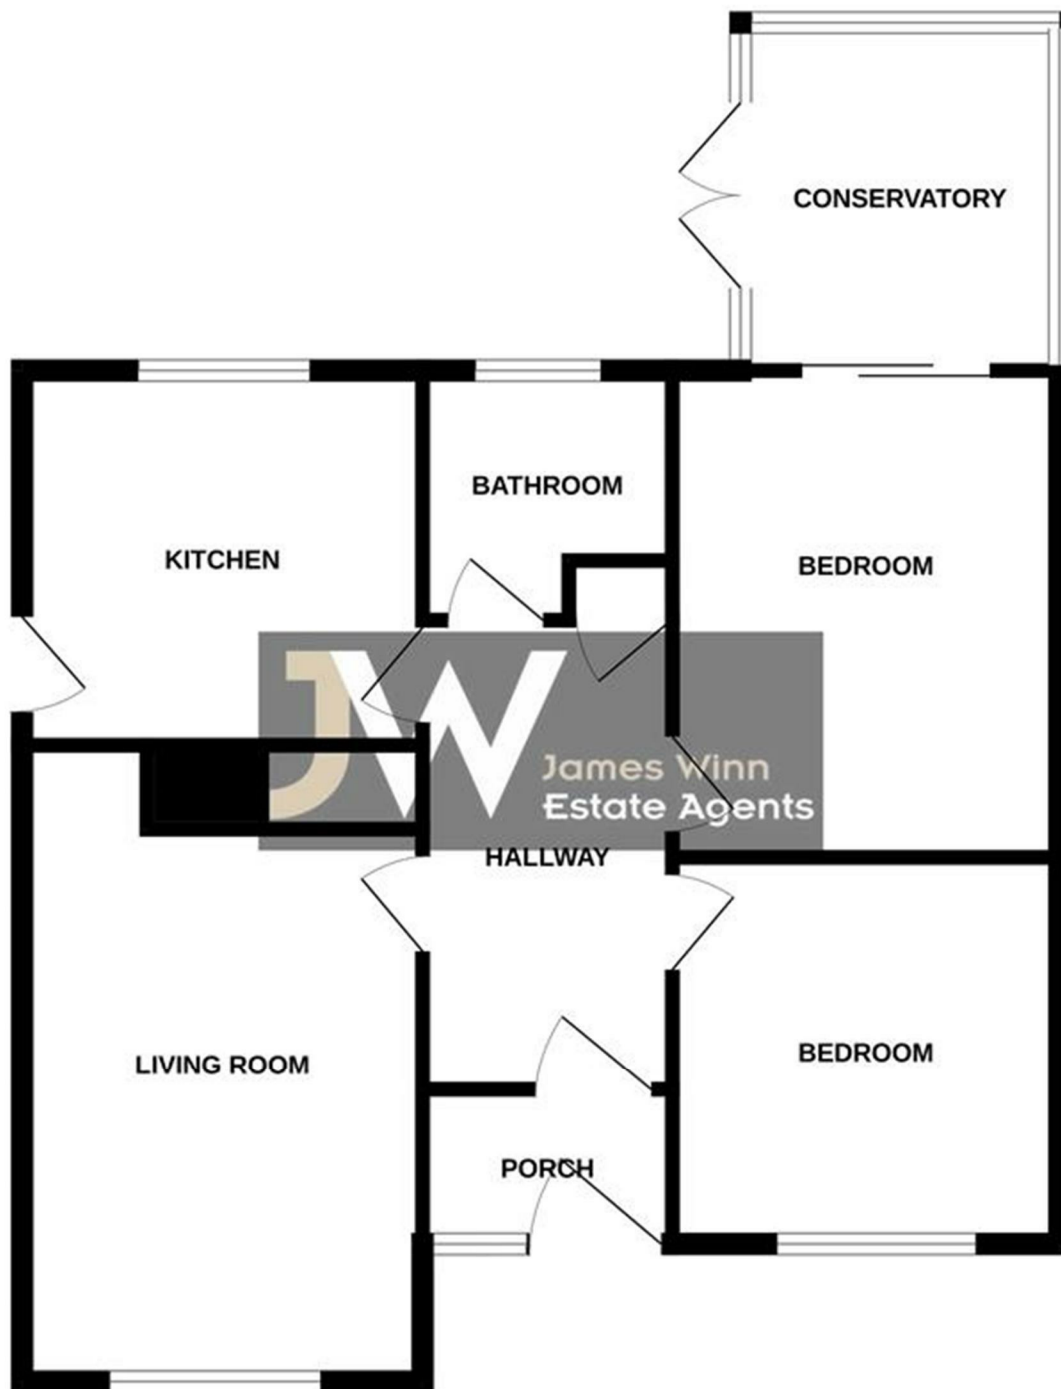 CONSERVATORY
BATHROOM
KITCHEN
BEDROOM
JW
James Winn
Estate Agents
HALLWAY
LIVING ROOM
BEDROOM
PORCH